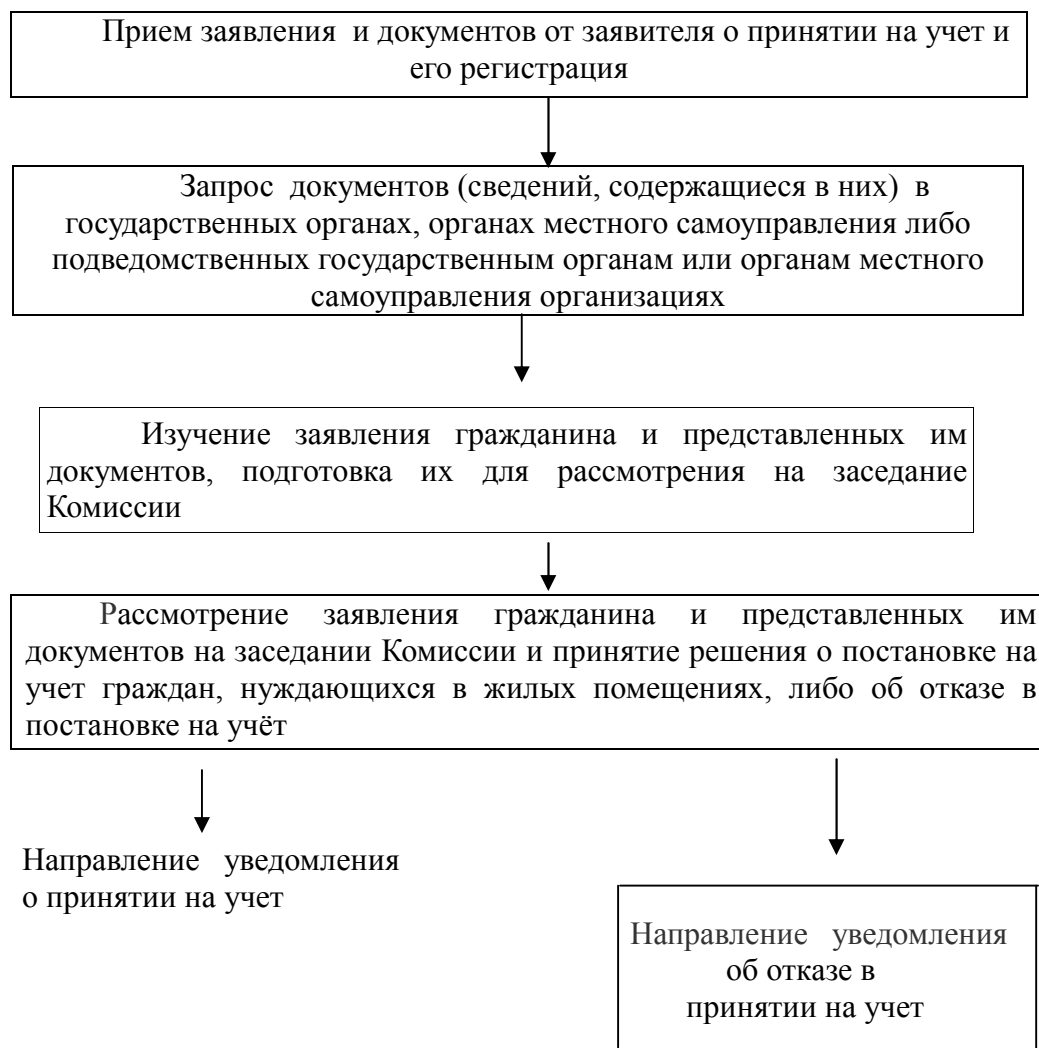 Прием заявления и документов от заявителя о принятии на учет и
его регистрация
Запрос документов (сведений, содержащиеся в них) в
государственных органах, органах местного самоуправления либо
подведомственных государственным органам или органам местного
самоуправления организациях
Изучение заявления гражданина и представленных им
документов, подготовка их для рассмотрения на заседание
Комиссии
Рассмотрение заявления гражданина и представленных им
документов на заседании Комиссии и принятие решения о постановке на
учет граждан, нуждающихся в жилых помещениях, либо об отказе в
постановке на учёт
Направление уведомления
о принятии на учет
Направление уведомления
об отказе в
принятии на учет